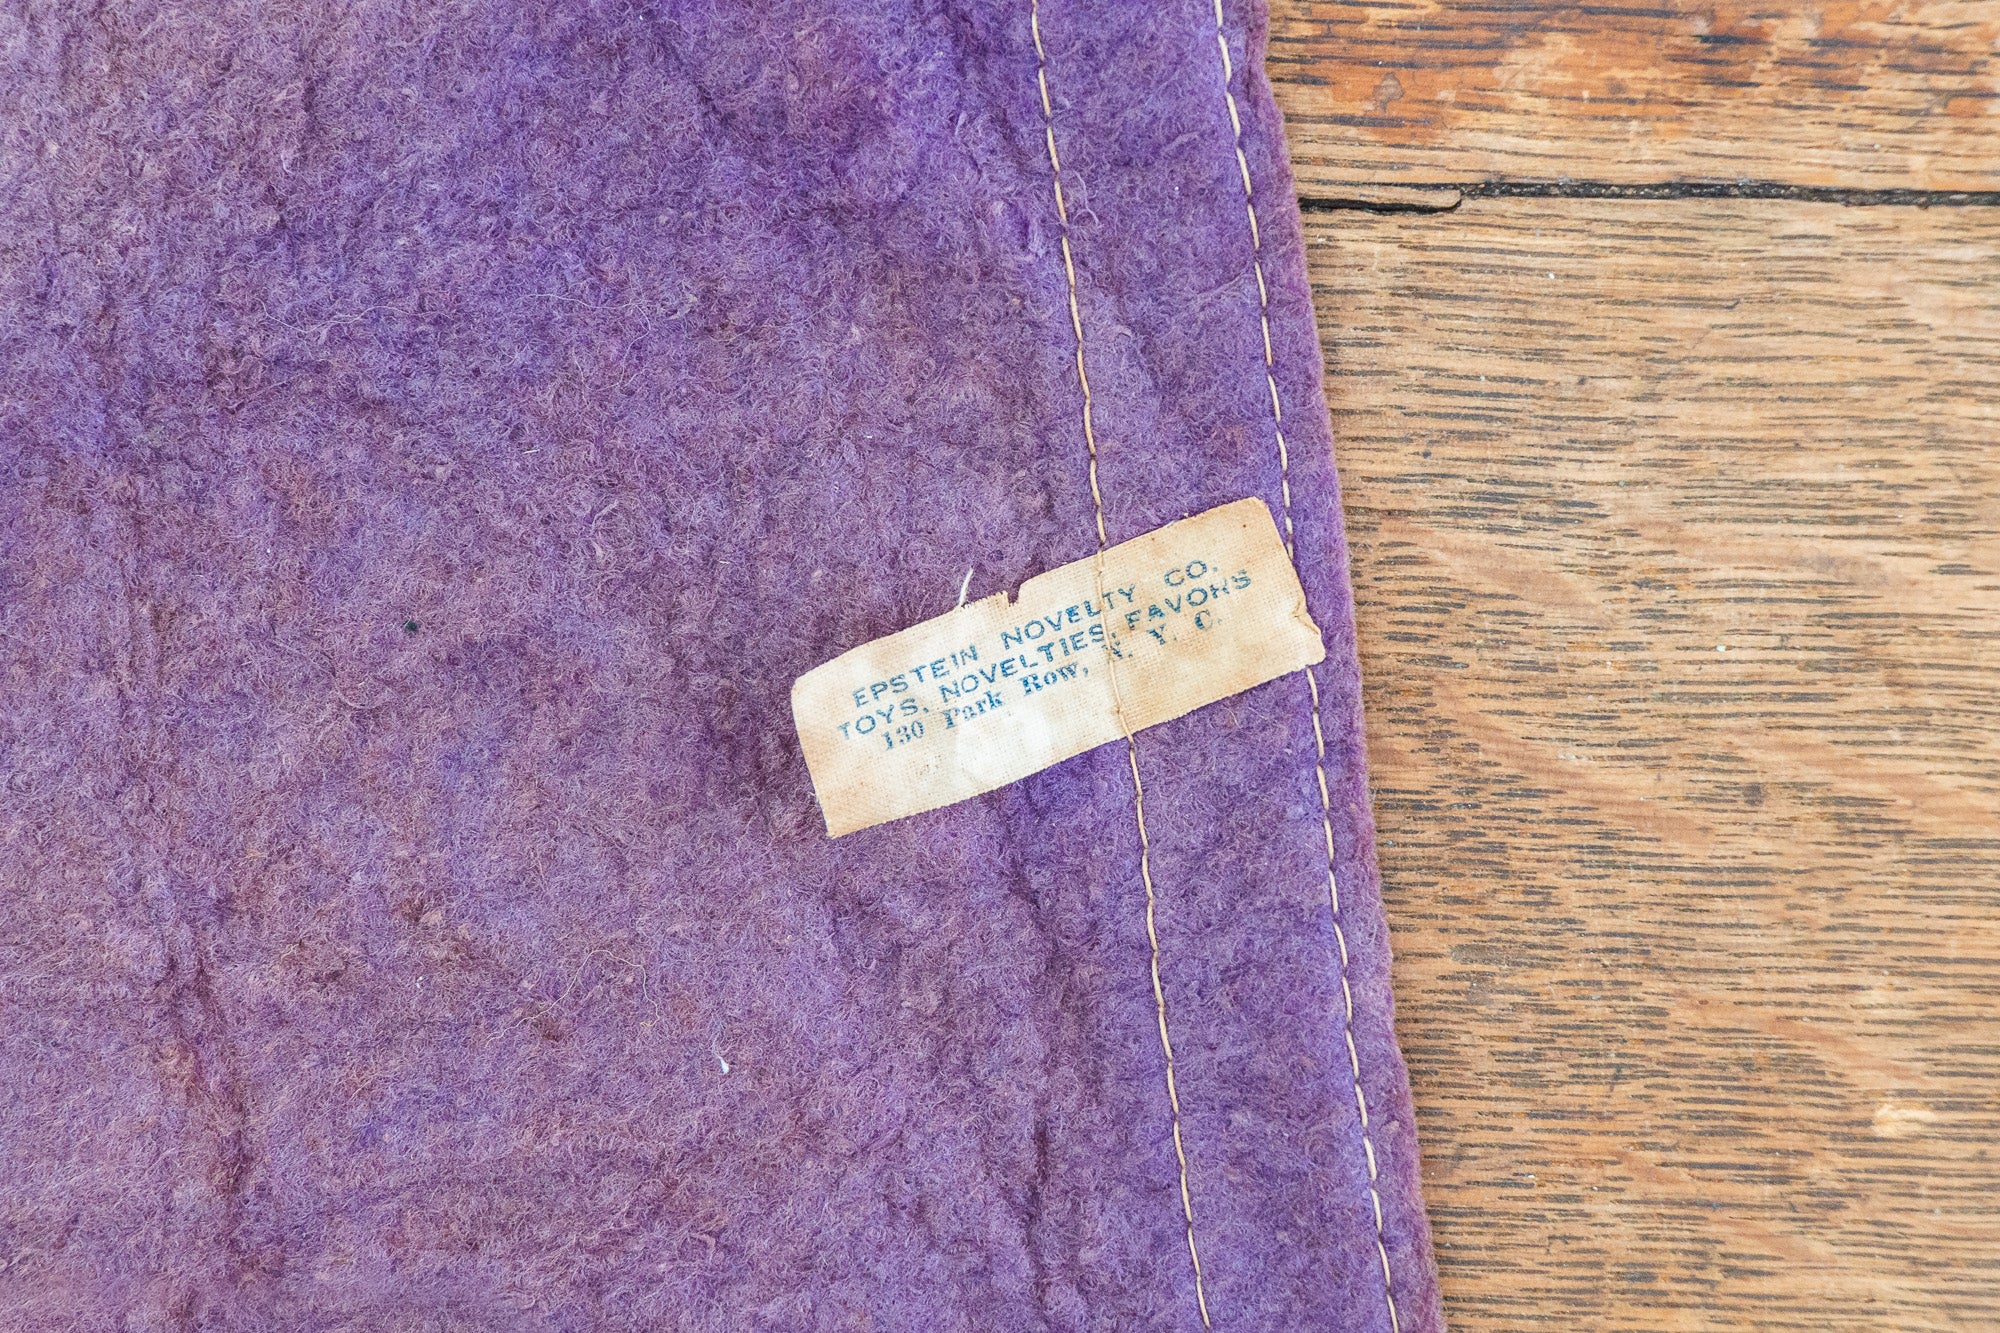 EPSTEIN NOVELTY CO.
TOYS, NOVELTIES, FAVORS
130 Park Row, N. Y. C.